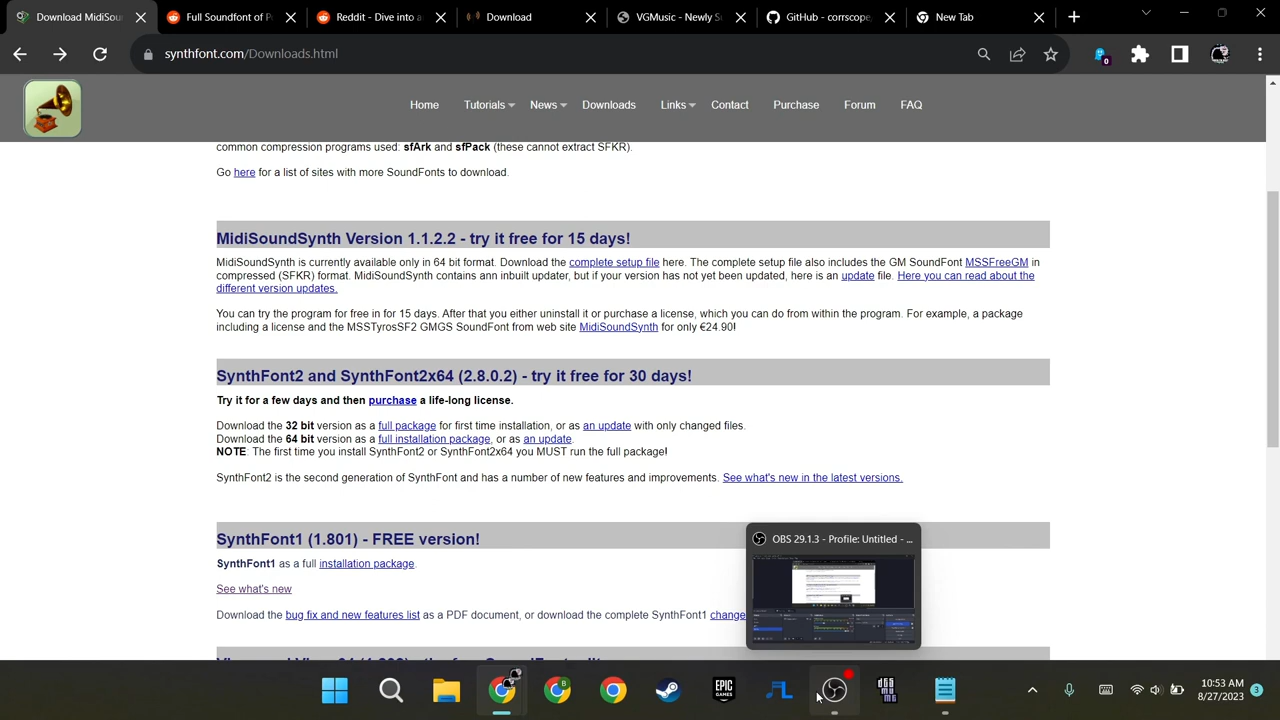 Download MidiSou
Full Soundfont of P
Reddit - Dive into a
Download
VGMusic - Newly S
GitHub - corrscope,
New Tab
synthfont.com/Downloads.html
0
Home Tutorials News Downloads Links Contact Purchase Forum FAQ
common compression programs used: sfArk and sfPack (these cannot extract SFKR).
Go here for a list of sites with more SoundFonts to download.
MidiSoundSynth Version 1.1.2.2 - try it free for 15 days!
MidiSoundSynth is currently available only in 64 bit format. Download the complete setup file here. The complete setup file also includes the GM SoundFont MSSFreeGM in
compressed (SFKR) format. MidiSoundSynth contains ann inbuilt updater, but if your version has not yet been updated, here is an update file. Here you can read about the
different version updates.
You can try the program for free in for 15 days. After that you either uninstall it or purchase a license, which you can do from within the program. For example, a package
including a license and the MSSTyrosSF2 GMGS SoundFont from web site MidiSoundSynth for only €24.90!
SynthFont2 and SynthFont2x64 (2.8.0.2) - try it free for 30 days!
Try it for a few days and then purchase a life-long license.
Download the 32 bit version as a full package for first time installation, or as an update with only changed files.
Download the 64 bit version as a full installation package, or as an update.
NOTE: The first time you install SynthFont2 or SynthFont2x64 you MUST run the full package!
SynthFont2 is the second generation of SynthFont and has a number of new features and improvements. See what's new in the latest versions.
SynthFont1 (1.801) - FREE version!
SynthFont1 as a full installation package.
See what's new
Download the bug fix and new features list as a PDF document, or download the complete SynthFont1 change
OBS 29.1.3 - Profile: Untitled - ...
EPIC
GAMES
10:53 AM
8/27/2023
3